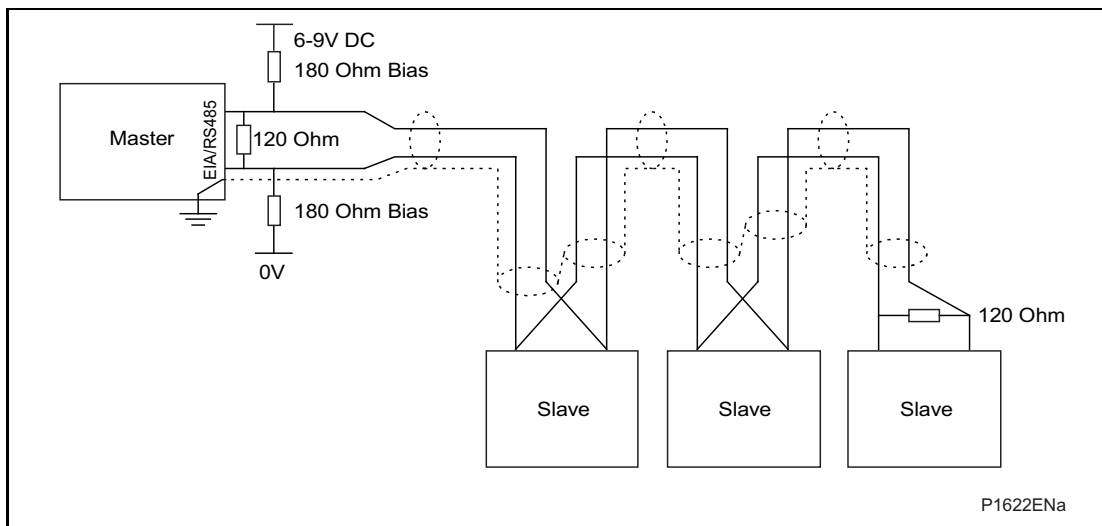 6-9V DC
180 Ohm Bias
Master
EIA/RS485
120 Ohm
180 Ohm Bias
0V
120 Ohm
Slave
Slave
Slave
P1622ENa